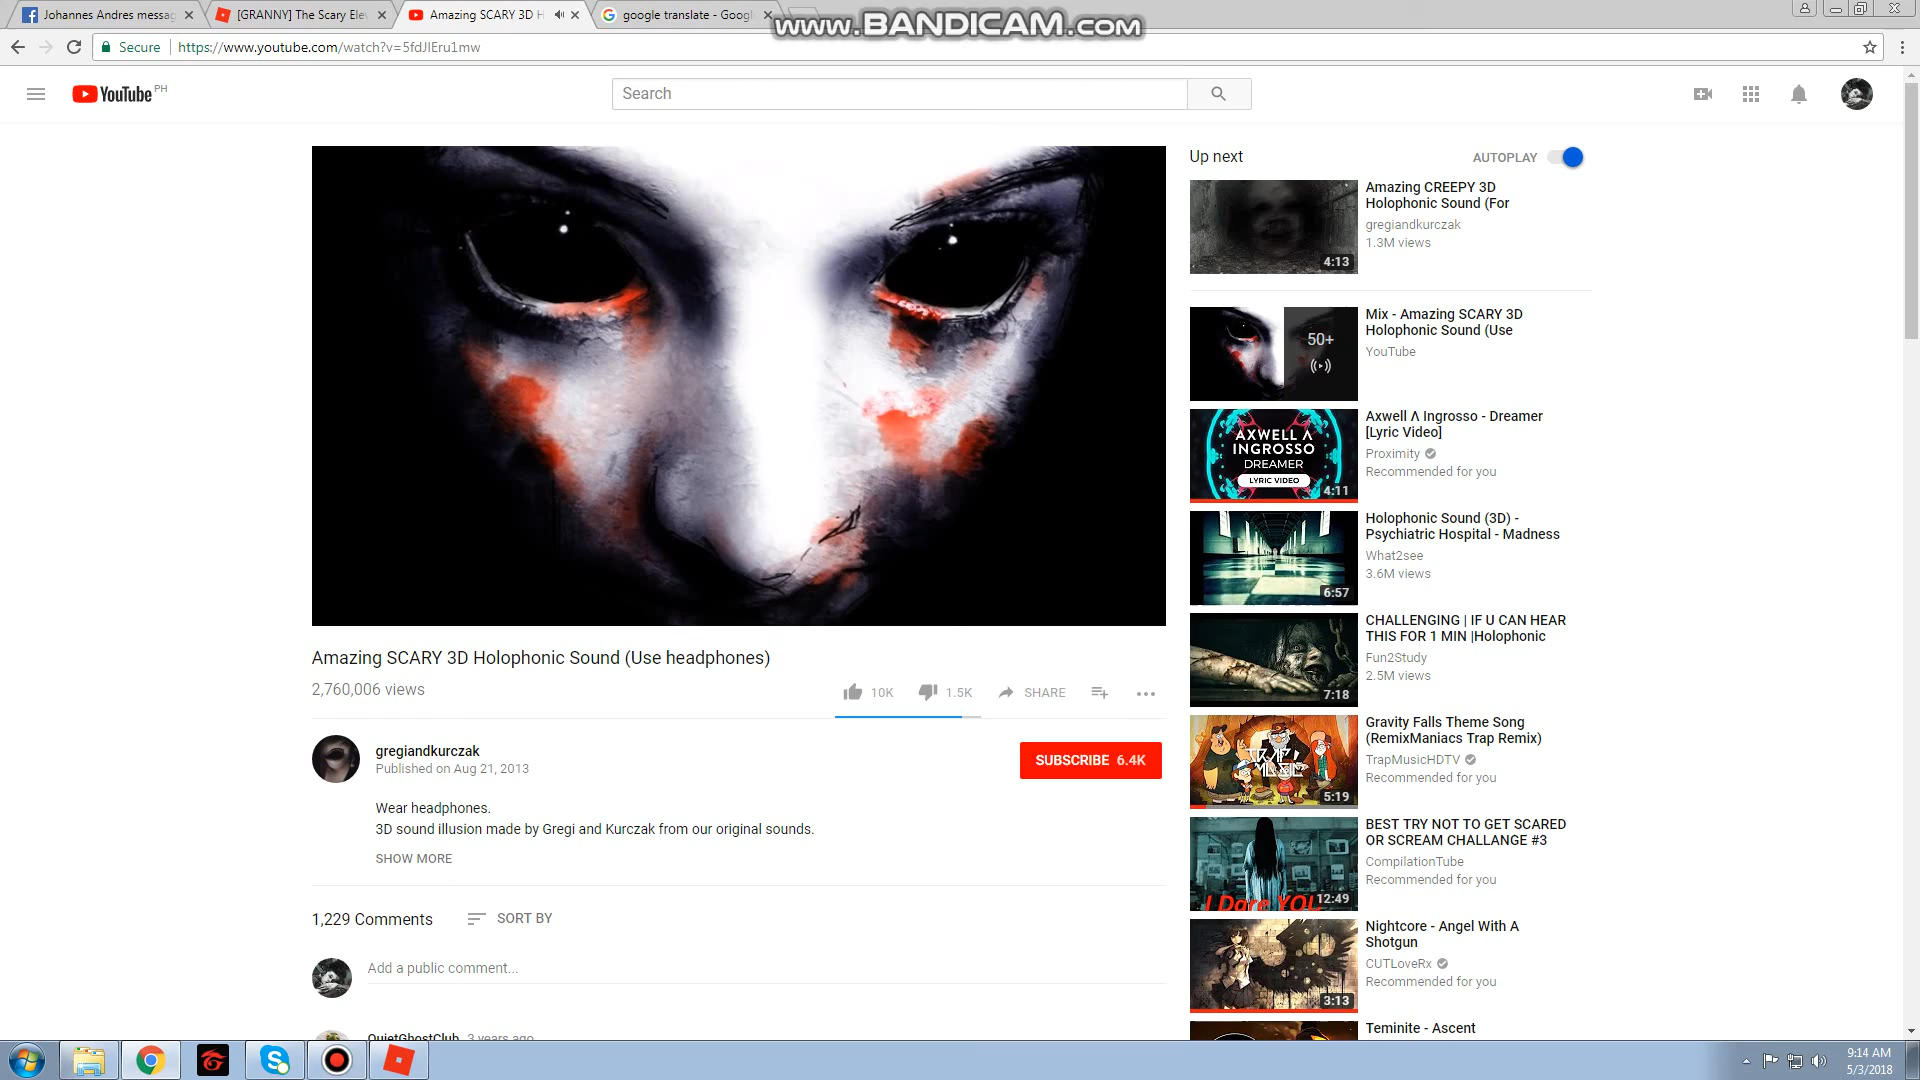 Johannes Andres messag
[GRANNY] The Scary Elev
Amazing SCARY 3D H
google translate - Googl
www.BANDICAM.com
Secure
https://www.youtube.com/watch?v=5fdJIEru1mw
YouTube PH
Search
Up next
AUTOPLAY
Amazing CREEPY 3D
Holophonic Sound (For
gregiandkurczak
1.3M views
4:13
Mix - Amazing SCARY 3D
Holophonic Sound (Use
YouTube
50+
Axwell Λ Ingrosso - Dreamer
[Lyric Video]
Proximity
Recommended for you
AXWELL Λ
INGROSSO
DREAMER
LYRIC VIDEO
4:11
Holophonic Sound (3D) -
Psychiatric Hospital - Madness
What2see
3.6M views
6:57
CHALLENGING | IF U CAN HEAR
THIS FOR 1 MIN |Holophonic
Fun2Study
2.5M views
7:18
Gravity Falls Theme Song
(RemixManiacs Trap Remix)
TrapMusicHDTV
Recommended for you
TRAP
MUSIC
5:19
BEST TRY NOT TO GET SCARED
OR SCREAM CHALLANGE #3
CompilationTube
Recommended for you
I Dare YOU
12:49
Nightcore - Angel With A
Shotgun
CUTLoveRx
Recommended for you
3:13
Teminite - Ascent
Amazing SCARY 3D Holophonic Sound (Use headphones)
2,760,006 views
10K
1.5K
SHARE
gregiandkurczak
Published on Aug 21, 2013
SUBSCRIBE 6.4K
Wear headphones.
3D sound illusion made by Gregi and Kurczak from our original sounds.
SHOW MORE
1,229 Comments
SORT BY
Add a public comment...
QuietGhostClub 3 years ago
9:14 AM
5/3/2018